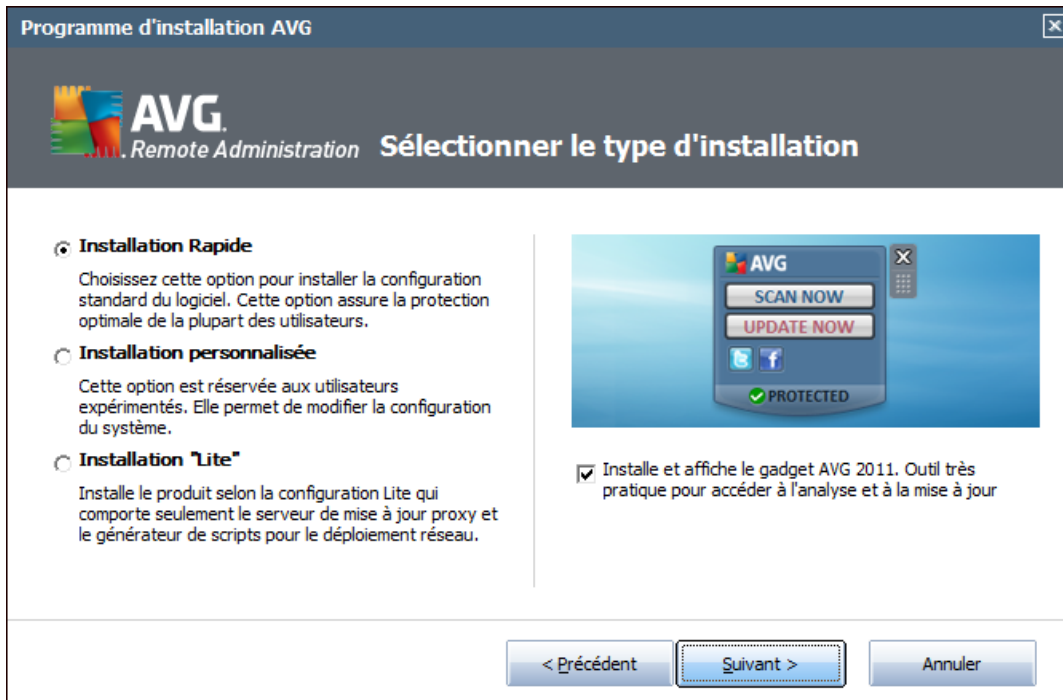 Programme d'installation AVG
AVG.
Remote Administration
Sélectionner le type d'installation
Installation Rapide
Choisissez cette option pour installer la configuration
standard du logiciel. Cette option assure la protection
optimale de la plupart des utilisateurs.
Installation personnalisée
Cette option est réservée aux utilisateurs
expérimentés. Elle permet de modifier la configuration
du système.
Installation "Lite"
Installe le produit selon la configuration Lite qui
comporte seulement le serveur de mise à jour proxy et
le générateur de scripts pour le déploiement réseau.
AVG
SCAN NOW
UPDATE NOW
PROTECTED
Installe et affiche le gadget AVG 2011. Outil très
pratique pour accéder à l'analyse et à la mise à jour
< Précédent
Suivant >
Annuler